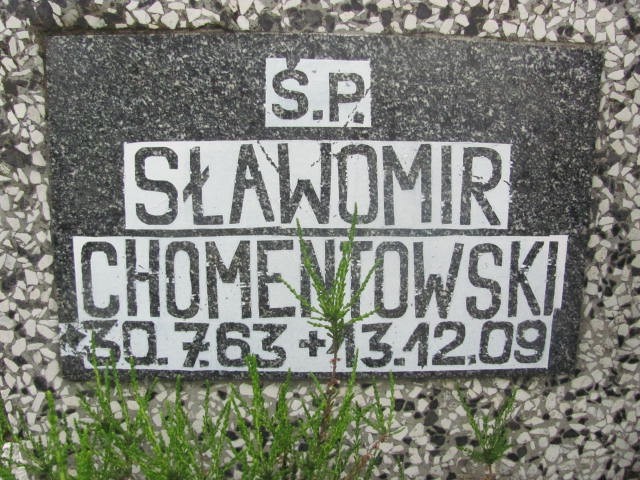 Ś.P.
SŁAWOMIR
CHOMENTOWSKI
30.7.63 + 13.12.09